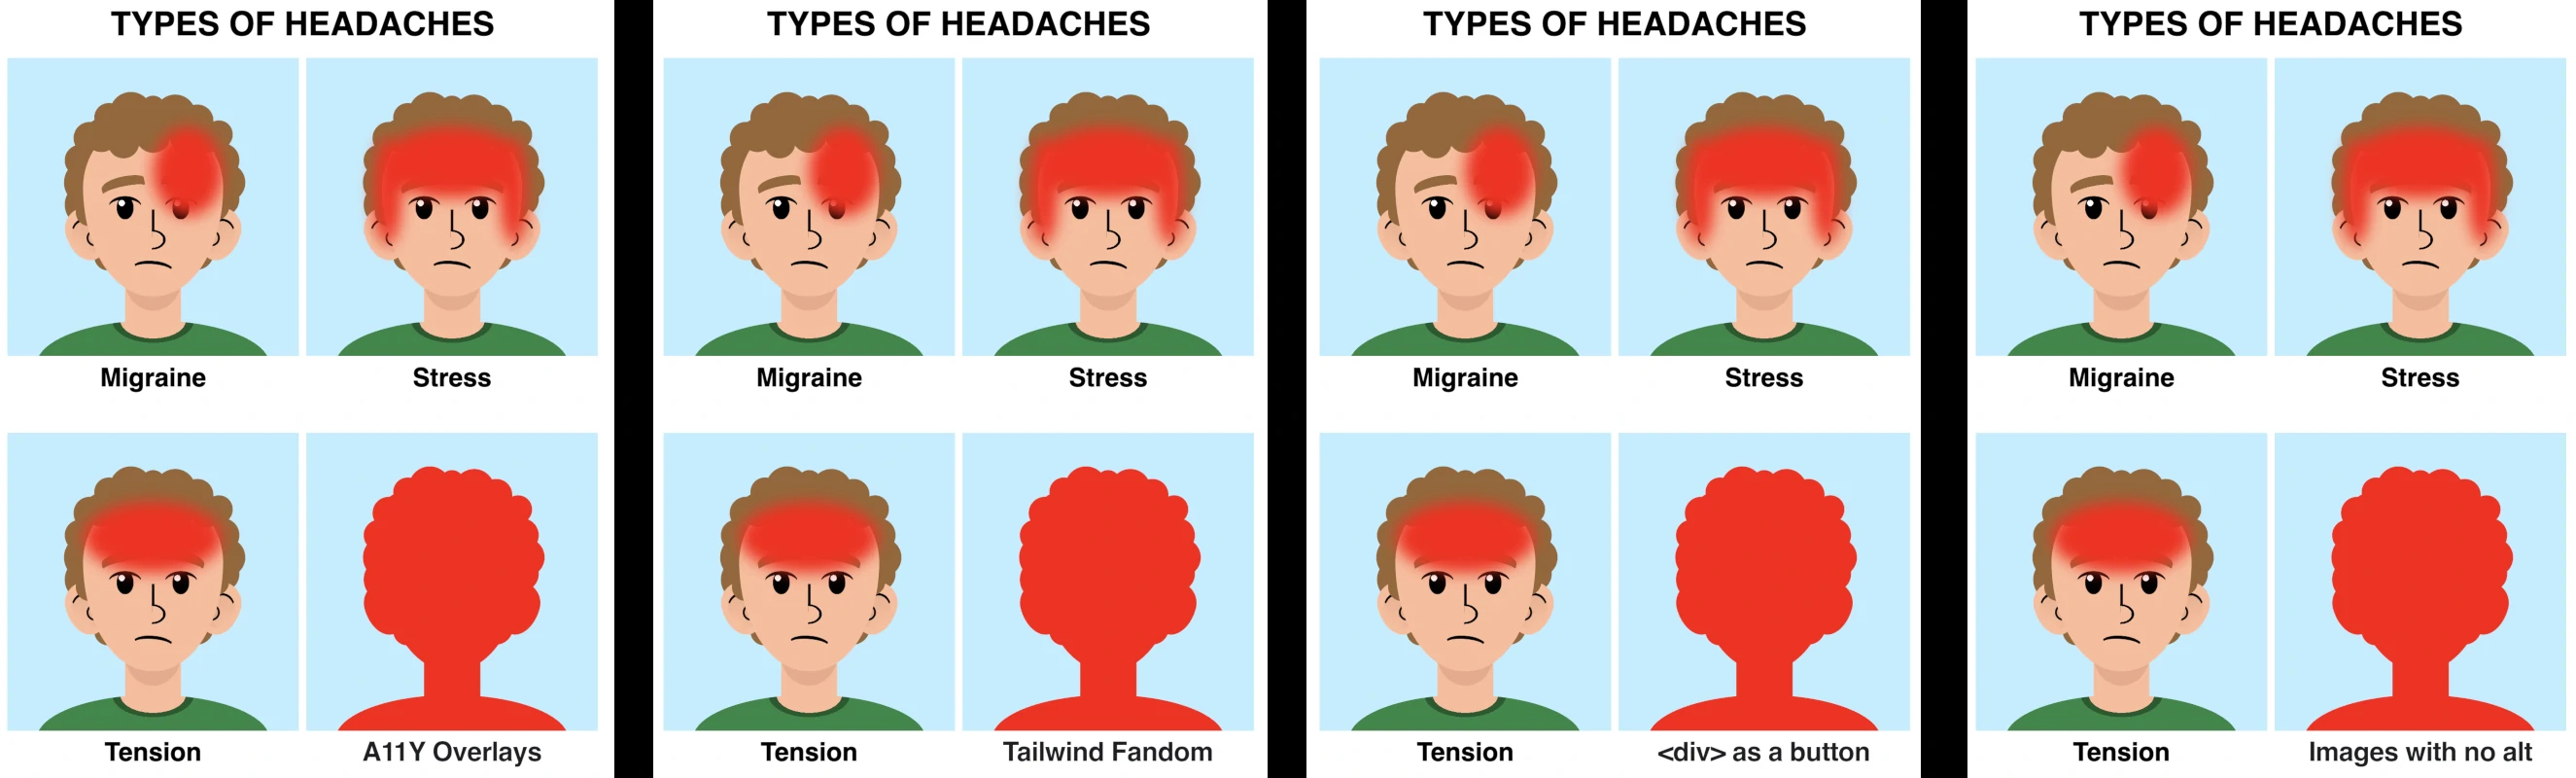 TYPES OF HEADACHES
Migraine
Stress
Tension
A11Y Overlays
TYPES OF HEADACHES
Migraine
Stress
Tension
Tailwind Fandom
TYPES OF HEADACHES
Migraine
Stress
Tension
<div> as a button
TYPES OF HEADACHES
Migraine
Stress
Tension
Images with no alt